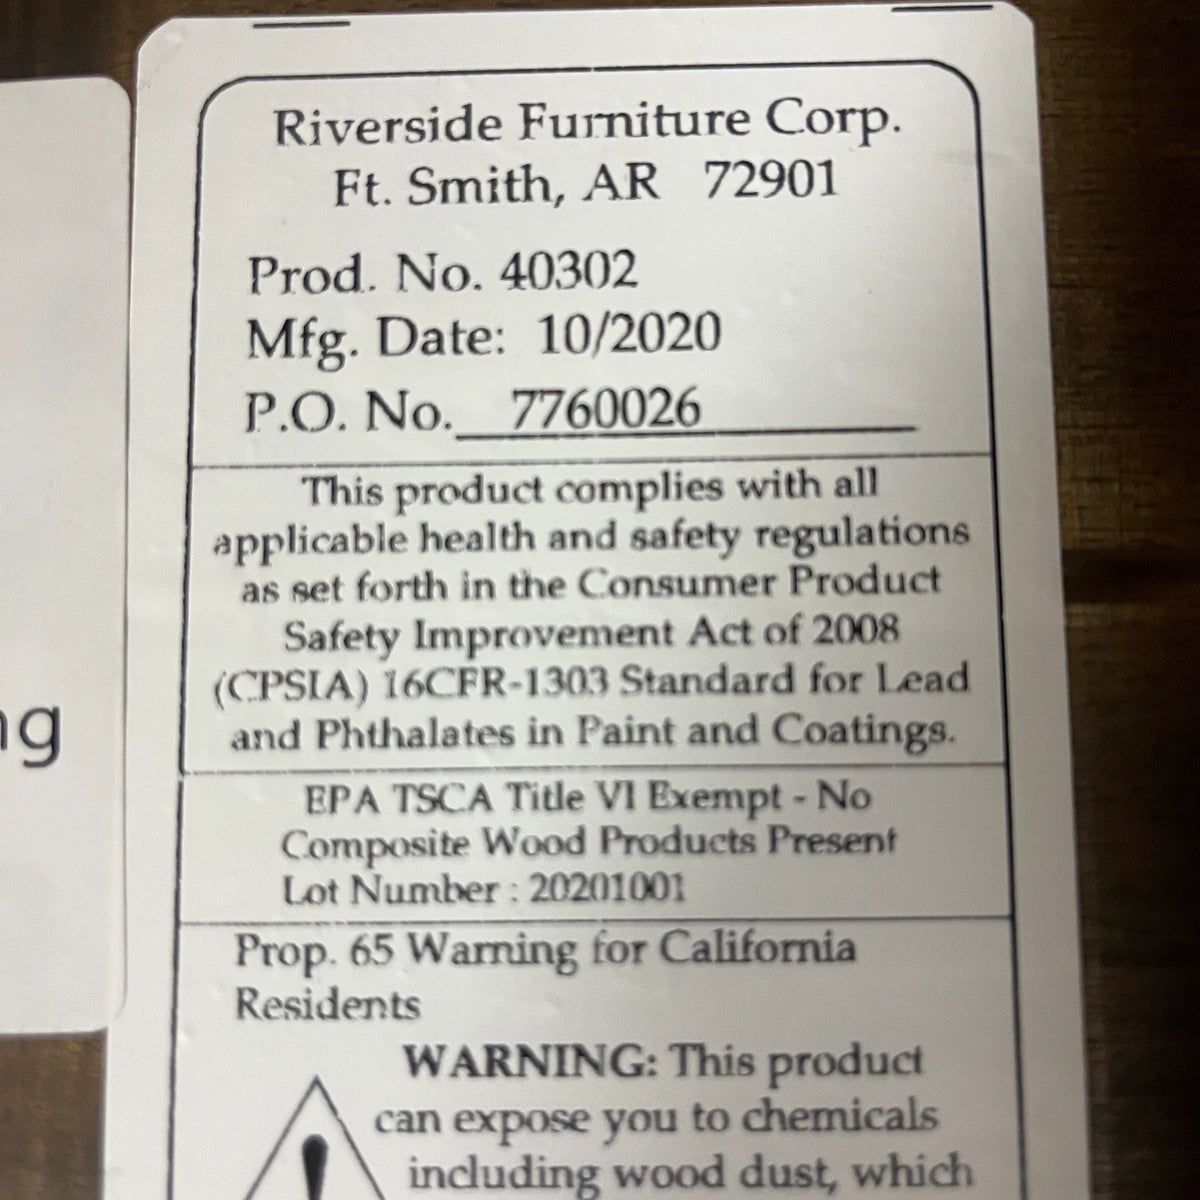 Riverside Furniture Corp.
Ft. Smith, AR 72901
Prod. No. 40302
Mfg. Date: 10/2020
P.O. No. 7760026
This product complies with all
applicable health and safety regulations
as set forth in the Consumer Product
Safety Improvement Act of 2008
(CPSIA) 16CFR-1303 Standard for Lead
and Phthalates in Paint and Coatings.
EPA TSCA Title VI Exempt - No
Composite Wood Products Present
Lot Number : 20201001
Prop. 65 Warning for California
Residents
WARNING: This product
can expose you to chemicals
including wood dust, which